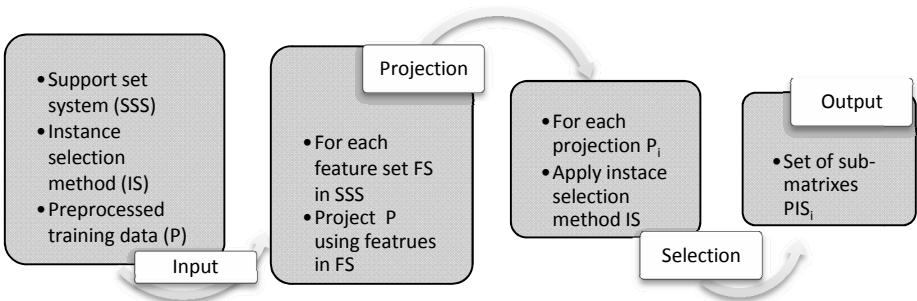 •Support set
system (SSS)
•Instance
selection
method (IS)
•Preprocessed
training data (P)
Input
Projection
•For each
feature set FS
in SSS
•Project P
using featrues
in FS
•For each
projection Pi
•Apply instace
selection
method IS
Selection
Output
•Set of sub-
matrixes
PISi